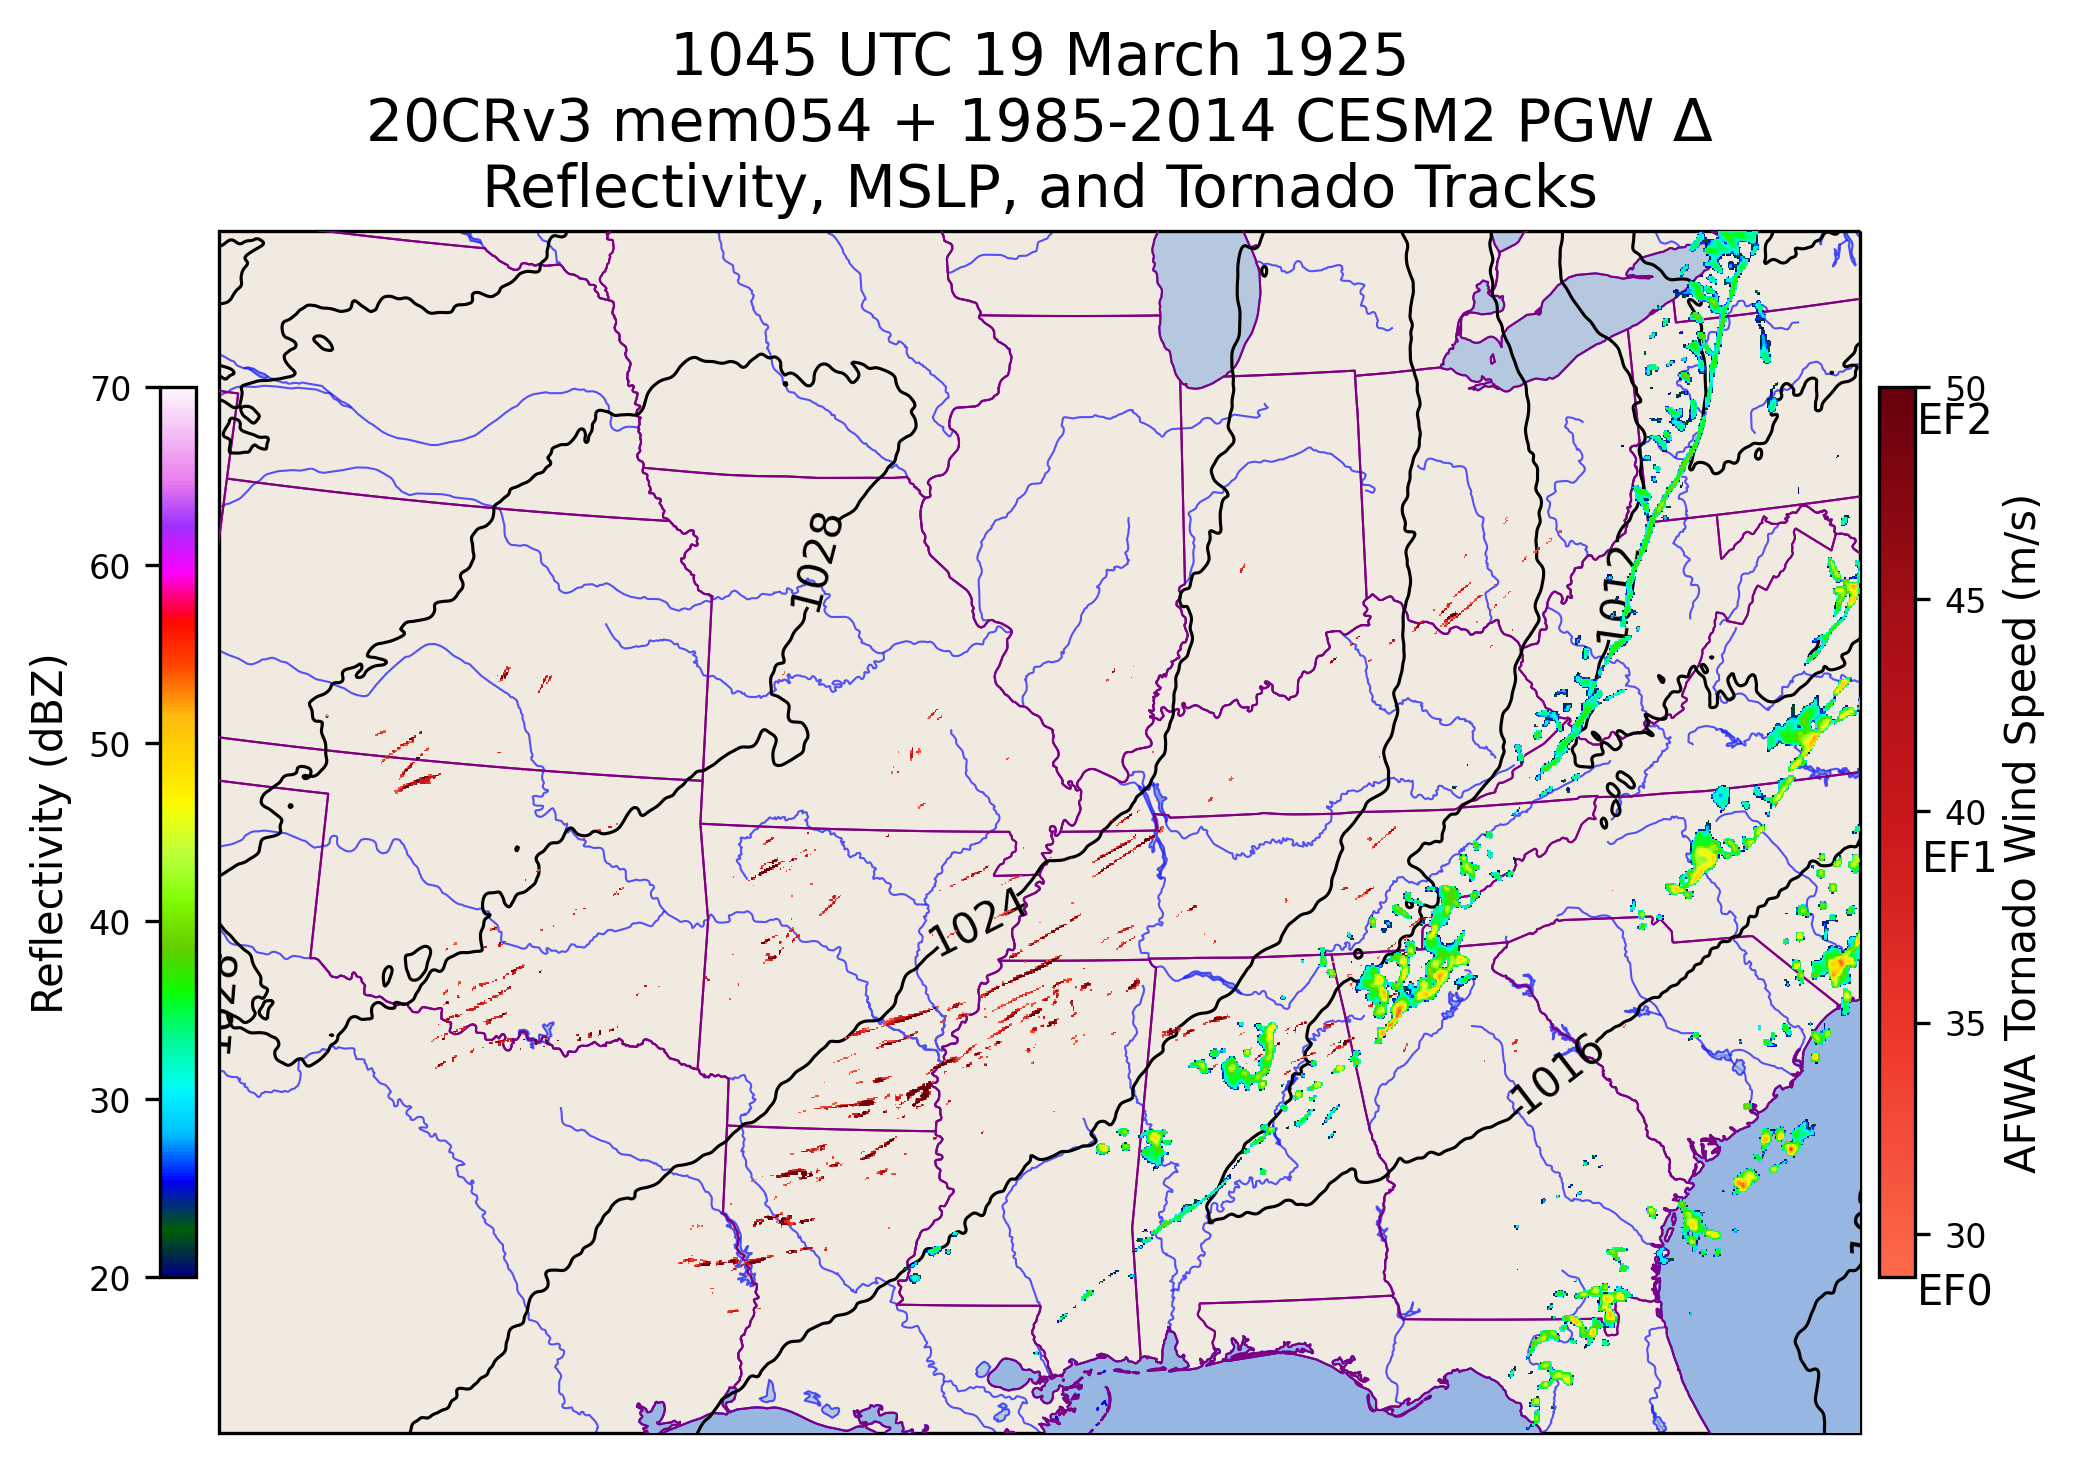 1045 UTC 19 March 1925
20CRv3 mem054 + 1985-2014 CESM2 PGW Δ
Reflectivity, MSLP, and Tornado Tracks
70
60
50
40
30
20
Reflectivity (dBZ)
1028
1012
1024
1028
1016
50
EF2
45
40
EF1
35
30
EF0
AFWA Tornado Wind Speed (m/s)